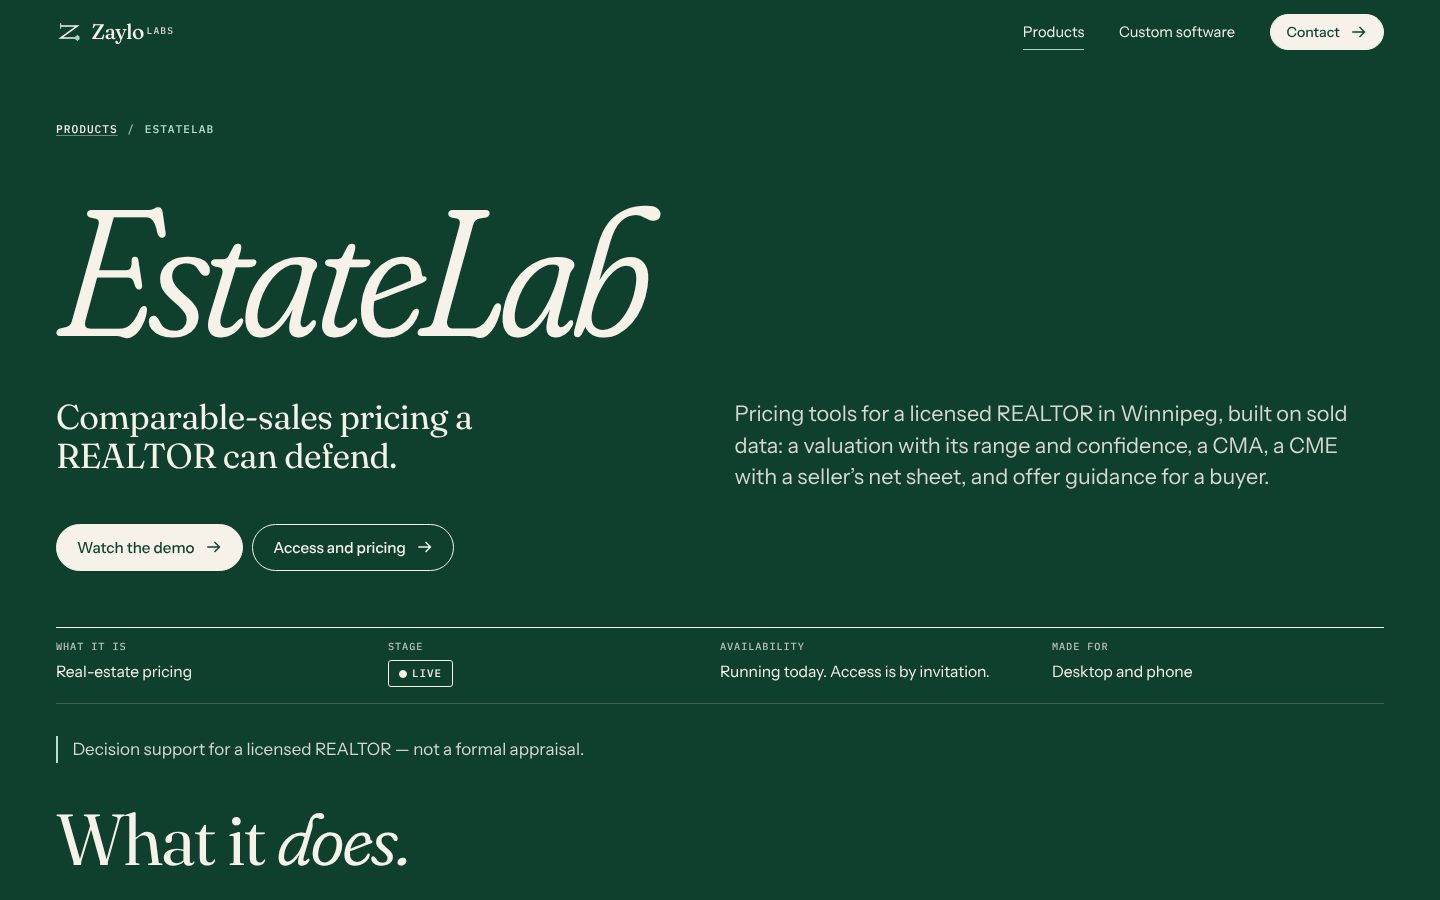 Zaylo LABS
Products
Custom software
Contact →
PRODUCTS / ESTATELAB
EstateLab
Comparable-sales pricing a
REALTOR can defend.
Pricing tools for a licensed REALTOR in Winnipeg, built on sold
data: a valuation with its range and confidence, a CMA, a CME
with a seller’s net sheet, and offer guidance for a buyer.
Watch the demo →
Access and pricing →
WHAT IT IS
Real-estate pricing
STAGE
LIVE
AVAILABILITY
Running today. Access is by invitation.
MADE FOR
Desktop and phone
Decision support for a licensed REALTOR — not a formal appraisal.
What it does.